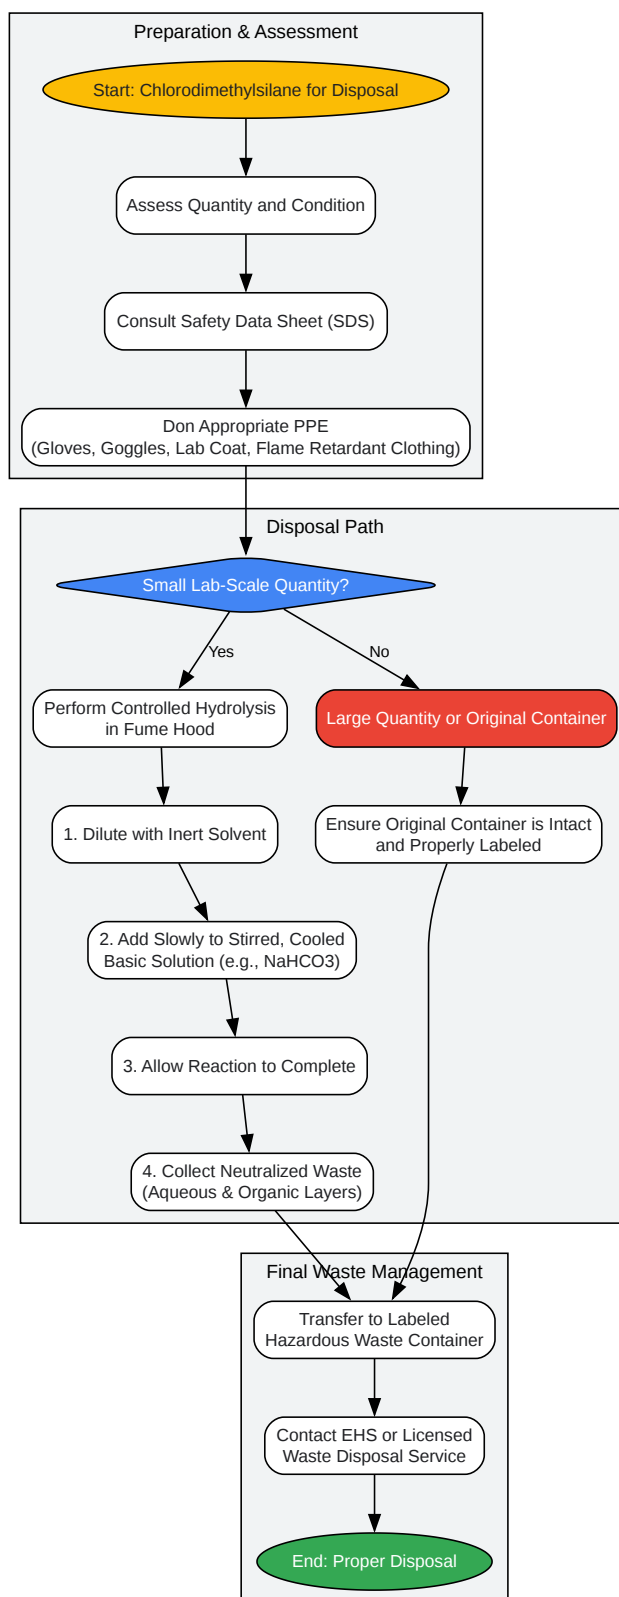 Preparation & Assessment
Start: Chlorodimethylsilane for Disposal
Assess Quantity and Condition
Consult Safety Data Sheet (SDS)
Don Appropriate PPE
(Gloves, Goggles, Lab Coat, Flame Retardant Clothing)
Disposal Path
Small Lab-Scale Quantity?
Yes
No
Perform Controlled Hydrolysis
in Fume Hood
Large Quantity or Original Container
1. Dilute with Inert Solvent
Ensure Original Container is Intact
and Properly Labeled
2. Add Slowly to Stirred, Cooled
Basic Solution (e.g., NaHCO3)
3. Allow Reaction to Complete
4. Collect Neutralized Waste
(Aqueous & Organic Layers)
Final Waste Management
Transfer to Labeled
Hazardous Waste Container
Contact EHS or Licensed
Waste Disposal Service
End: Proper Disposal